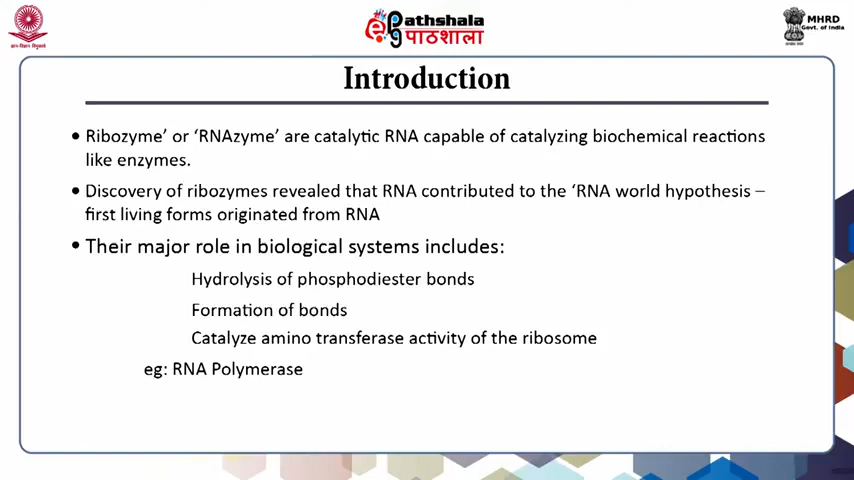 Pathshala
पाठशाला
MHRD
Govt. of India
Introduction
• Ribozyme’ or ‘RNAzyme’ are catalytic RNA capable of catalyzing biochemical reactions
like enzymes.
• Discovery of ribozymes revealed that RNA contributed to the ‘RNA world hypothesis –
first living forms originated from RNA
• Their major role in biological systems includes:
Hydrolysis of phosphodiester bonds
Formation of bonds
Catalyze amino transferase activity of the ribosome
eg: RNA Polymerase